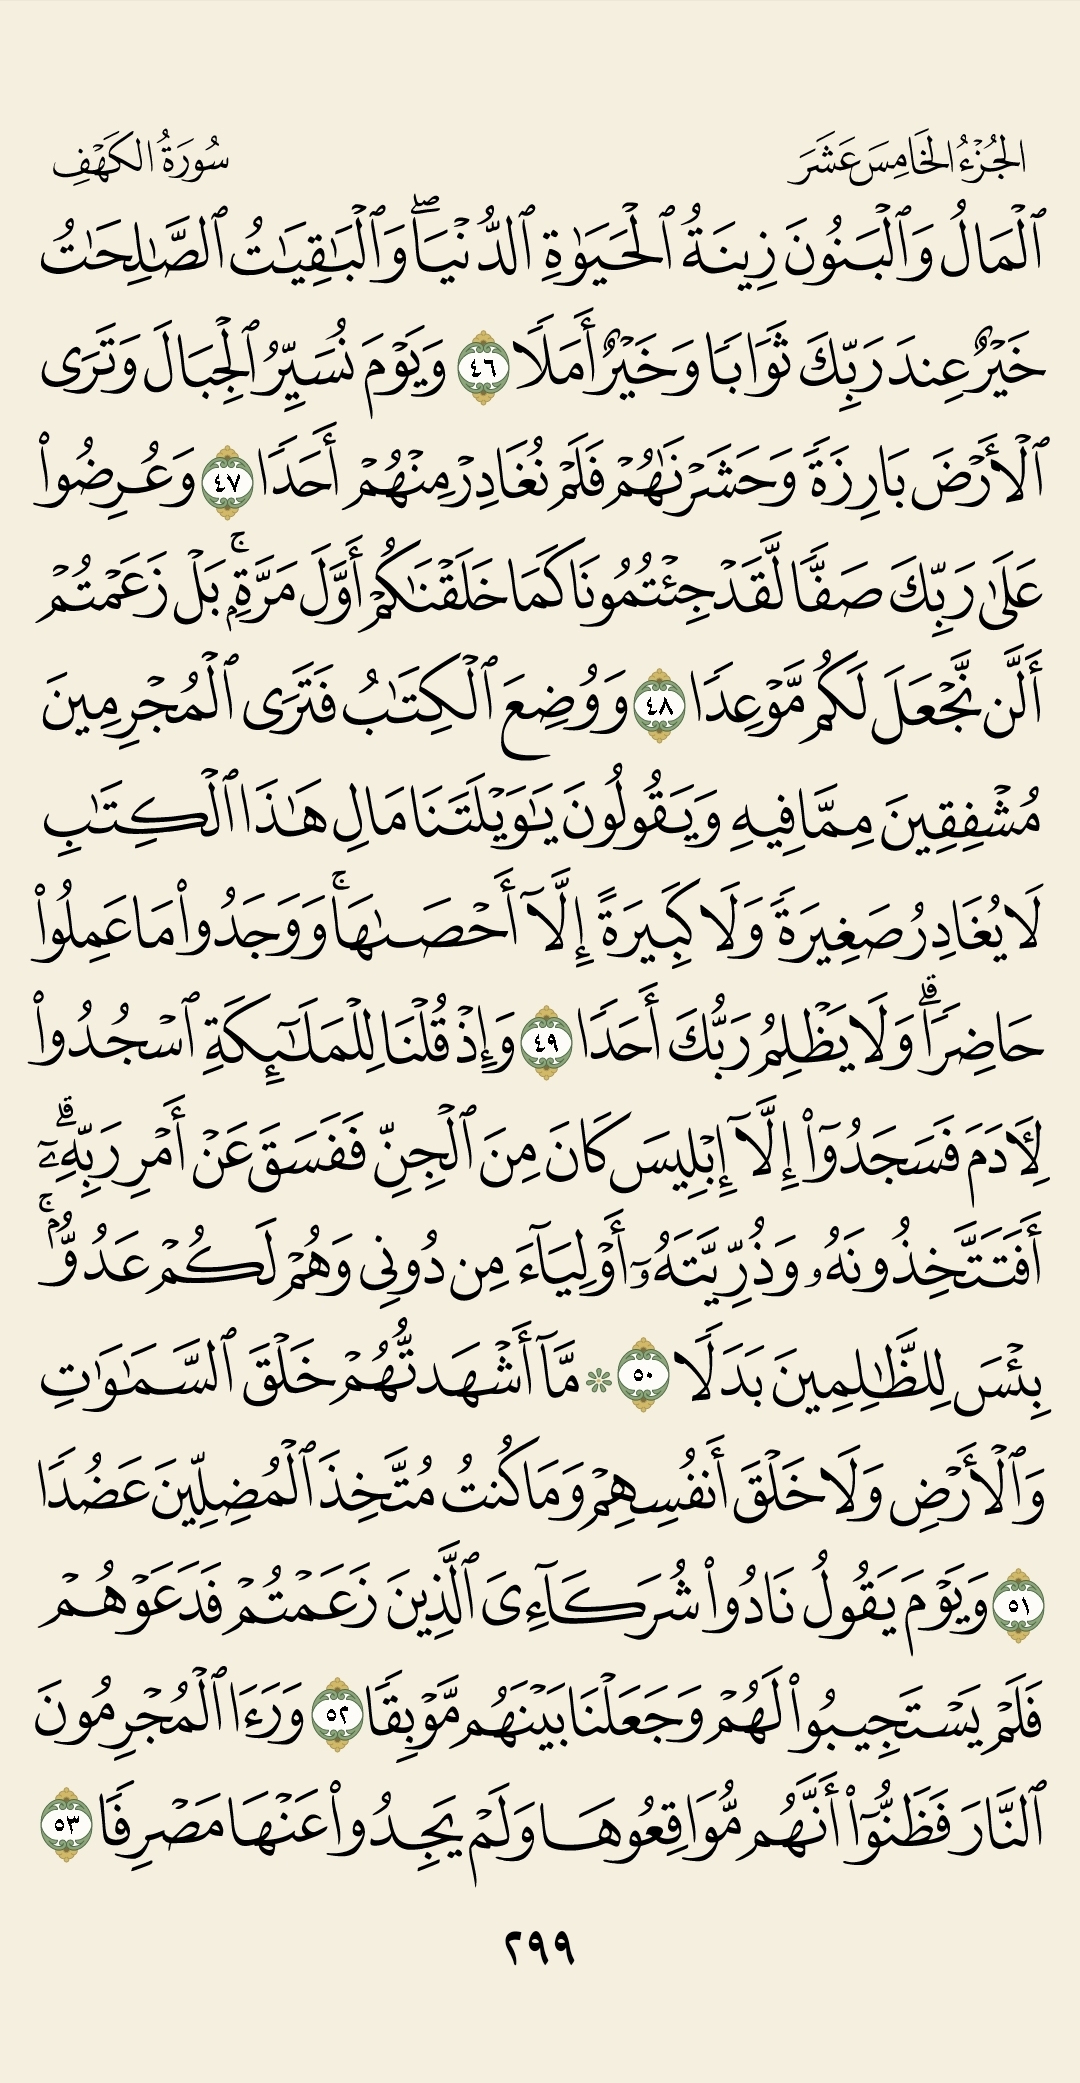 الجُزْءُ الخَامِسَ عَشَرَ
سُورَةُ الكَهْفِ
ٱلْمَالُ وَٱلْبَنُونَ زِينَةُ ٱلْحَيَوٰةِ ٱلدُّنْيَاۖ وَٱلْبَٰقِيَٰتُ ٱلصَّٰلِحَٰتُ
خَيْرٌ عِندَ رَبِّكَ ثَوَابًا وَخَيْرٌ أَمَلًا ٤٦ وَيَوْمَ نُسَيِّرُ ٱلْجِبَالَ وَتَرَى
ٱلْأَرْضَ بَارِزَةً وَحَشَرْنَٰهُمْ فَلَمْ نُغَادِرْ مِنْهُمْ أَحَدًا ٤٧ وَعُرِضُوا۟
عَلَىٰ رَبِّكَ صَفًّا لَّقَدْ جِئْتُمُونَا كَمَا خَلَقْنَٰكُمْ أَوَّلَ مَرَّةٍۭۚ بَلْ زَعَمْتُمْ
أَلَّن نَّجْعَلَ لَكُم مَّوْعِدًا ٤٨ وَوُضِعَ ٱلْكِتَٰبُ فَتَرَى ٱلْمُجْرِمِينَ
مُشْفِقِينَ مِمَّا فِيهِ وَيَقُولُونَ يَٰوَيْلَتَنَا مَالِ هَٰذَا ٱلْكِتَٰبِ
لَا يُغَادِرُ صَغِيرَةً وَلَا كَبِيرَةً إِلَّآ أَحْصَىٰهَاۚ وَوَجَدُوا۟ مَا عَمِلُوا۟
حَاضِرًاۗ وَلَا يَظْلِمُ رَبُّكَ أَحَدًا ٤٩ وَإِذْ قُلْنَا لِلْمَلَٰٓئِكَةِ ٱسْجُدُوا۟
لِـَٔادَمَ فَسَجَدُوٓا۟ إِلَّآ إِبْلِيسَ كَانَ مِنَ ٱلْجِنِّ فَفَسَقَ عَنْ أَمْرِ رَبِّهِۦٓۗ
أَفَتَتَّخِذُونَهُۥ وَذُرِّيَّتَهُۥٓ أَوْلِيَآءَ مِن دُونِى وَهُمْ لَكُمْ عَدُوٌّۢۚ
بِئْسَ لِلظَّٰلِمِينَ بَدَلًا ٥٠ ۞ مَّآ أَشْهَدتُّهُمْ خَلْقَ ٱلسَّمَٰوَٰتِ
وَٱلْأَرْضِ وَلَا خَلْقَ أَنفُسِهِمْ وَمَا كُنتُ مُتَّخِذَ ٱلْمُضِلِّينَ عَضُدًا
٥١ وَيَوْمَ يَقُولُ نَادُوا۟ شُرَكَآءِىَ ٱلَّذِينَ زَعَمْتُمْ فَدَعَوْهُمْ
فَلَمْ يَسْتَجِيبُوا۟ لَهُمْ وَجَعَلْنَا بَيْنَهُم مَّوْبِقًا ٥٢ وَرَءَا ٱلْمُجْرِمُونَ
ٱلنَّارَ فَظَنُّوٓا۟ أَنَّهُم مُّوَاقِعُوهَا وَلَمْ يَجِدُوا۟ عَنْهَا مَصْرِفًا ٥٣
٢٩٩